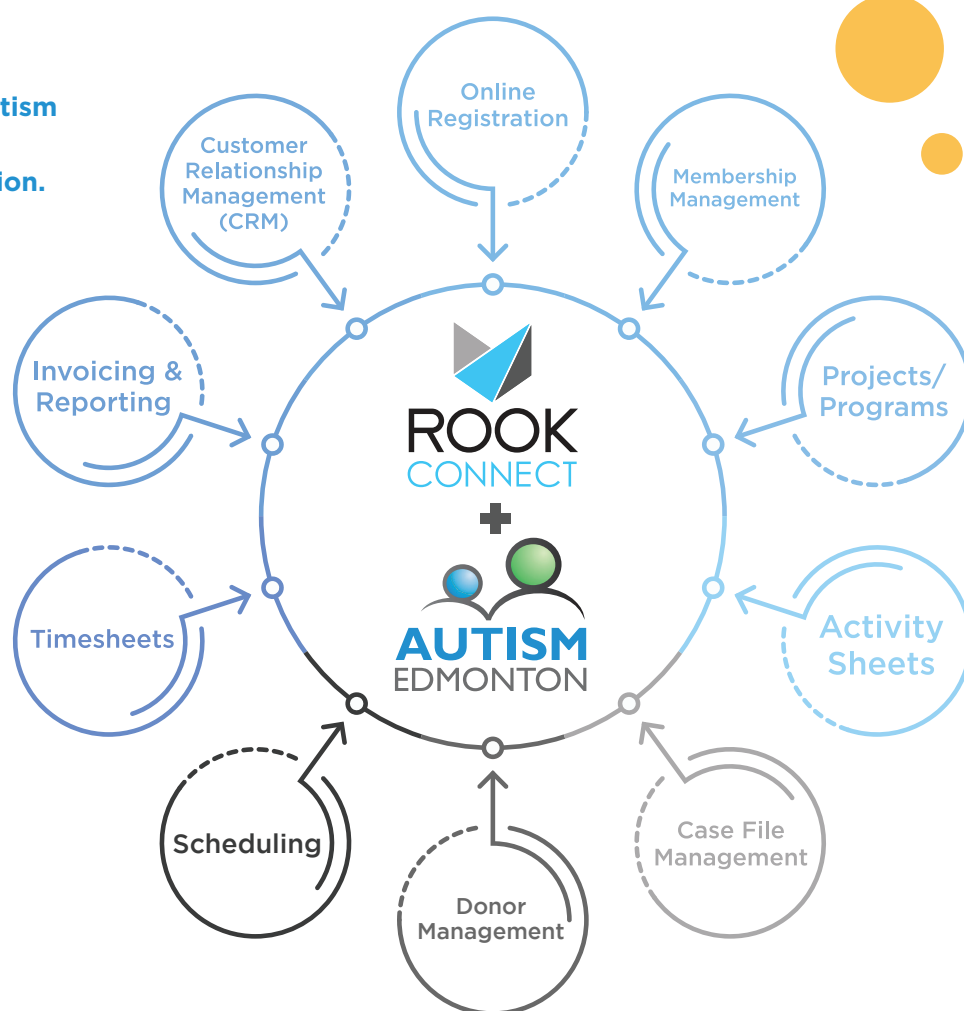 tism
ion.
Online
Registration
Customer
Relationship
Management
(CRM)
Membership
Management
Invoicing &
Reporting
Projects/
Programs
ROOK
CONNECT
+
AUTISM
EDMONTON
Timesheets
Activity
Sheets
Scheduling
Case File
Management
Donor
Management